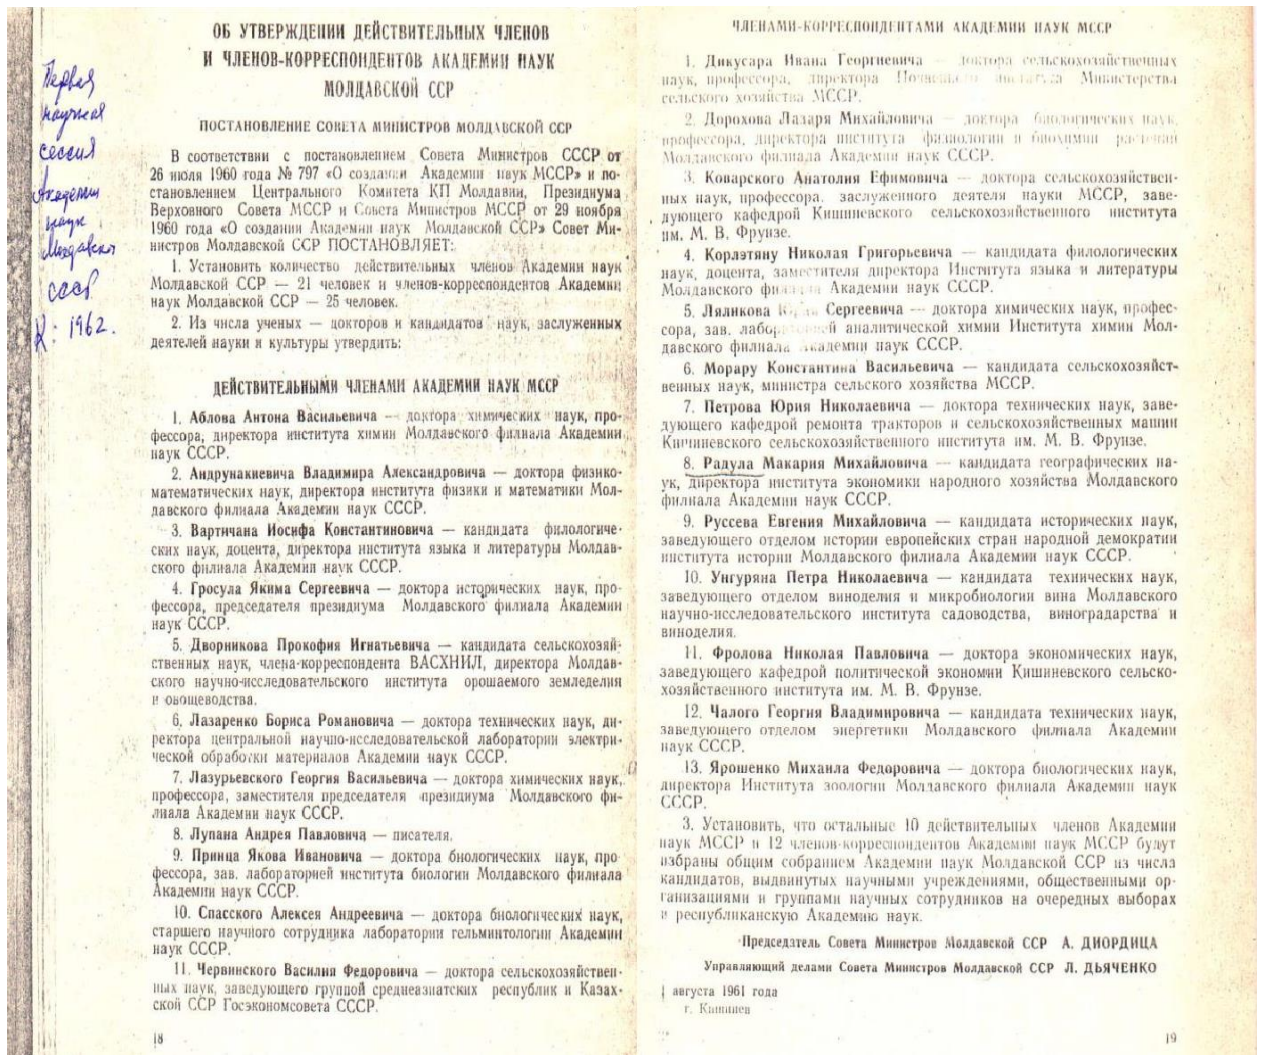 Первая
научная
сессия
Академии
наук
Молдавской
ССР
К: 1962.
ОБ УТВЕРЖДЕНИИ ДЕЙСТВИТЕЛЬНЫХ ЧЛЕНОВ
И ЧЛЕНОВ-КОРРЕСПОНДЕНТОВ АКАДЕМИИ НАУК
МОЛДАВСКОЙ ССР
ПОСТАНОВЛЕНИЕ СОВЕТА МИНИСТРОВ МОЛДАВСКОЙ ССР
В соответствии с постановлением Совета Министров СССР от
26 июля 1960 года № 797 «О создании Академии наук МССР» и по-
становлением Центрального Комитета КП Молдавии, Президиума
Верховного Совета МССР и Совета Министров МССР от 29 ноября
1960 года «О создании Академии наук Молдавской ССР» Совет Ми-
нистров Молдавской ССР ПОСТАНОВЛЯЕТ:
1. Установить количество действительных членов Академии наук
Молдавской ССР — 21 человек и членов-корреспондентов Академии
наук Молдавской ССР — 25 человек.
2. Из числа ученых — докторов и кандидатов наук, заслуженных
деятелей науки и культуры утвердить:
ДЕЙСТВИТЕЛЬНЫМИ ЧЛЕНАМИ АКАДЕМИИ НАУК МССР
1. Аблова Антона Васильевича — доктора химических наук, про-
фессора, директора института химии Молдавского филиала Академии
наук СССР.
2. Андрунакиевича Владимира Александровича — доктора физико-
математических наук, директора института физики и математики Мол-
давского филиала Академии наук СССР.
3. Вартичана Иосифа Константиновича — кандидата филологиче-
ских наук, доцента, директора института языка и литературы Молдав-
ского филиала Академии наук СССР.
4. Гросула Якима Сергеевича — доктора исторических наук, про-
фессора, председателя президиума Молдавского филиала Академии
наук СССР.
5. Дворникова Прокофия Игнатьевича — кандидата сельскохозяй-
ственных наук, члена-корреспондента ВАСХНИЛ, директора Молдав-
ского научно-исследовательского института орошаемого земледелия
и овощеводства.
6. Лазаренко Бориса Романовича — доктора технических наук, ди-
ректора центральной научно-исследовательской лаборатории электри-
ческой обработки материалов Академии наук СССР.
7. Лазурьевского Георгия Васильевича — доктора химических наук,
профессора, заместителя председателя президиума Молдавского фи-
лиала Академии наук СССР.
8. Лупана Андрея Павловича — писателя.
9. Принца Якова Ивановича — доктора биологических наук, про
фессора, зав. лабораторией института биологии Молдавского филиала
Академии наук СССР.
10. Спасского Алексея Андреевича — доктора биологических наук,
старшего научного сотрудника лаборатории гельминтологии Академии
наук СССР.
11. Червинского Василия Федоровича — доктора сельскохозяйствен-
ных наук, заведующего группой среднеазиатских республик и Казах-
ской ССР Госэкономсовета СССР.
18
ЧЛЕНАМИ-КОРРЕСПОНДЕНТАМИ АКАДЕМИИ НАУК МССР
1. Дикусара Ивана Георгиевича — доктора сельскохозяйственных
наук, профессора, директора Почвенного института Министерства
сельского хозяйства МССР.
2. Дорохова Лазаря Михайловича — доктора биологических наук,
профессора, директора института физиологии и биохимии растений
Молдавского филиала Академии наук СССР.
3. Коварского Анатолия Ефимовича — доктора сельскохозяйствен-
ных наук, профессора, заслуженного деятеля науки МССР, заве-
дующего кафедрой Кишиневского сельскохозяйственного института
им. М. В. Фрунзе.
4. Корлэтяну Николая Григорьевича — кандидата филологических
наук, доцента, заместителя директора Института языка и литературы
Молдавского филиала Академии наук СССР.
5. Ляликова Сергеевича — доктора химических наук, профес-
сора, зав. лабораторией аналитической химии Института химии Мол-
давского филиала Академии наук СССР.
6. Морару Константина Васильевича — кандидата сельскохозяйст-
венных наук, министра сельского хозяйства МССР.
7. Петрова Юрия Николаевича — доктора технических наук, заве-
дующего кафедрой ремонта тракторов и сельскохозяйственных машин
Кишиневского сельскохозяйственного института им. М. В. Фрунзе.
8. Радула Макария Михайловича — кандидата географических на-
ук, директора института экономики народного хозяйства Молдавского
филиала Академии наук СССР.
9. Руссева Евгения Михайловича — кандидата исторических наук,
заведующего отделом истории европейских стран народной демократии
института истории Молдавского филиала Академии наук СССР.
10. Унгуряна Петра Николаевича — кандидата технических наук,
заведующего отделом виноделия и микробиологии вина Молдавского
научно-исследовательского института садоводства, виноградарства и
виноделия.
11. Фролова Николая Павловича — доктора экономических наук,
заведующего кафедрой политической экономии Кишиневского сельско-
хозяйственного института им. М. В. Фрунзе.
12. Чалого Георгия Владимировича — кандидата технических наук,
заведующего отделом энергетики Молдавского филиала Академии
наук СССР.
13. Ярошенко Михаила Федоровича — доктора биологических наук,
директора Института зоологии Молдавского филиала Академии наук
СССР.
3. Установить, что остальные 10 действительных членов Академии
наук МССР и 12 членов-корреспондентов Академии наук МССР будут
избраны общим собранием Академии наук Молдавской ССР из числа
кандидатов, выдвинутых научными учреждениями, общественными ор-
ганизациями и группами научных сотрудников на очередных выборах
в республиканскую Академию наук.
Председатель Совета Министров Молдавской ССР А. ДИОРДИЦА
Управляющий делами Совета Министров Молдавской ССР Л. ДЬЯЧЕНКО
1 августа 1961 года
г. Кишинев
19